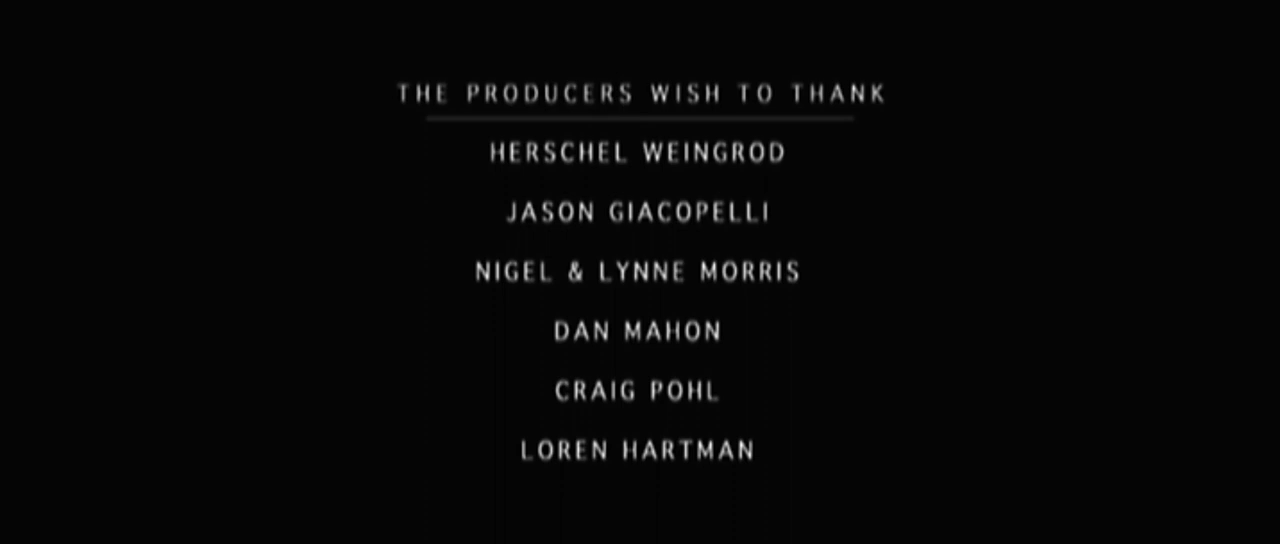 THE PRODUCERS WISH TO THANK
HERSCHEL WEINGROD
JASON GIACOPELLI
NIGEL & LYNNE MORRIS
DAN MAHON
CRAIG POHL
LOREN HARTMAN